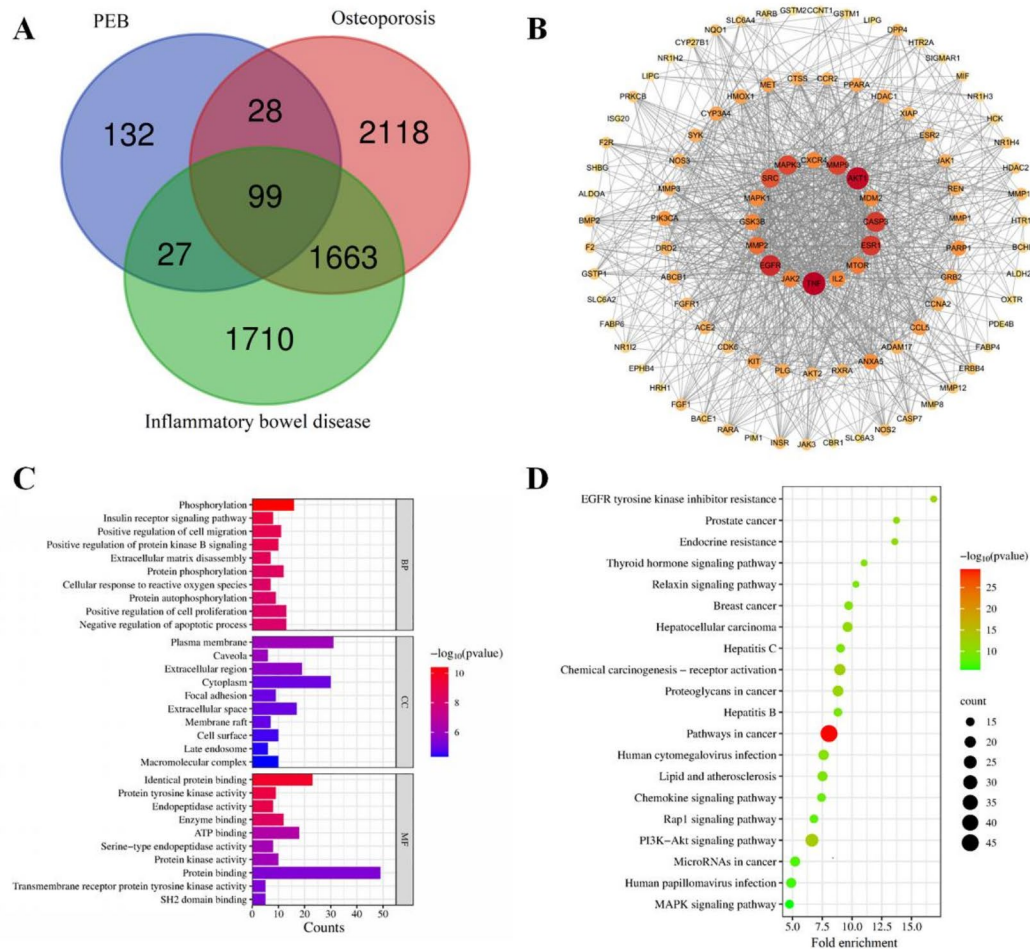 A
PEB
Osteoporosis
132
28
2118
99
27
1663
1710
Inflammatory bowel disease
B
GSTM2
CCNT1
RARB
GSTM1
SLC6A4
LIPG
NQO1
DPP4
CYP27B1
HTR2A
NR1H2
SIGMAR1
LIPC
MIF
PRKCB
NR1H3
ISG20
HCK
F2R
NR1H4
SHBG
HDAC2
ALDOA
BMP2
HTR1
F2
BCHE
GSTP1
ALDH2
SLC6A2
OXTR
FABP6
PDE4B
NR1I2
FABP4
EPHB4
ERBB4
HRH1
MMP12
FGF1
MMP8
BACE1
CASP7
RARA
NOS2
PIM1
SLC6A3
INSR
CBR1
JAK3
CTSS
CCR2
MET
PPARA
HMOX1
HDAC1
CYP3A4
XIAP
SYK
ESR2
NOS3
JAK1
MMP3
REN
PIK3CA
MMP1
DRD2
PARP1
ABCB1
GRB2
FGFR1
CCNA2
ACE2
CCL5
CDK6
ADAM17
KIT
ANXA5
PLG
RXRA
AKT2
CXCR4
MAPK3
MMP9
SRC
AKT1
MAPK1
MDM2
GSK3B
CASP3
MMP2
ESR1
EGFR
MTOR
JAK2
IL2
TNF
C
Phosphorylation
Insulin receptor signaling pathway
Positive regulation of cell migration
Positive regulation of protein kinase B signaling
Extracellular matrix disassembly
Protein phosphorylation
Cellular response to reactive oxygen species
Protein autophosphorylation
Positive regulation of cell proliferation
Negative regulation of apoptotic process
BP
Plasma membrane
Caveola
Extracellular region
Cytoplasm
Focal adhesion
Extracellular space
Membrane raft
Cell surface
Late endosome
Macromolecular complex
CC
Identical protein binding
Protein tyrosine kinase activity
Endopeptidase activity
Enzyme binding
ATP binding
Serine-type endopeptidase activity
Protein kinase activity
Protein binding
Transmembrane receptor protein tyrosine kinase activity
SH2 domain binding
MF
0 10 20 30 40 50
Counts
−log10(pvalue)
10
8
6
D
EGFR tyrosine kinase inhibitor resistance
Prostate cancer
Endocrine resistance
Thyroid hormone signaling pathway
Relaxin signaling pathway
Breast cancer
Hepatocellular carcinoma
Hepatitis C
Chemical carcinogenesis − receptor activation
Proteoglycans in cancer
Hepatitis B
Pathways in cancer
Human cytomegalovirus infection
Lipid and atherosclerosis
Chemokine signaling pathway
Rap1 signaling pathway
PI3K−Akt signaling pathway
MicroRNAs in cancer
Human papillomavirus infection
MAPK signaling pathway
5.0 7.5 10.0 12.5 15.0
Fold enrichment
−log10(pvalue)
25
20
15
10
count
15
20
25
30
35
40
45